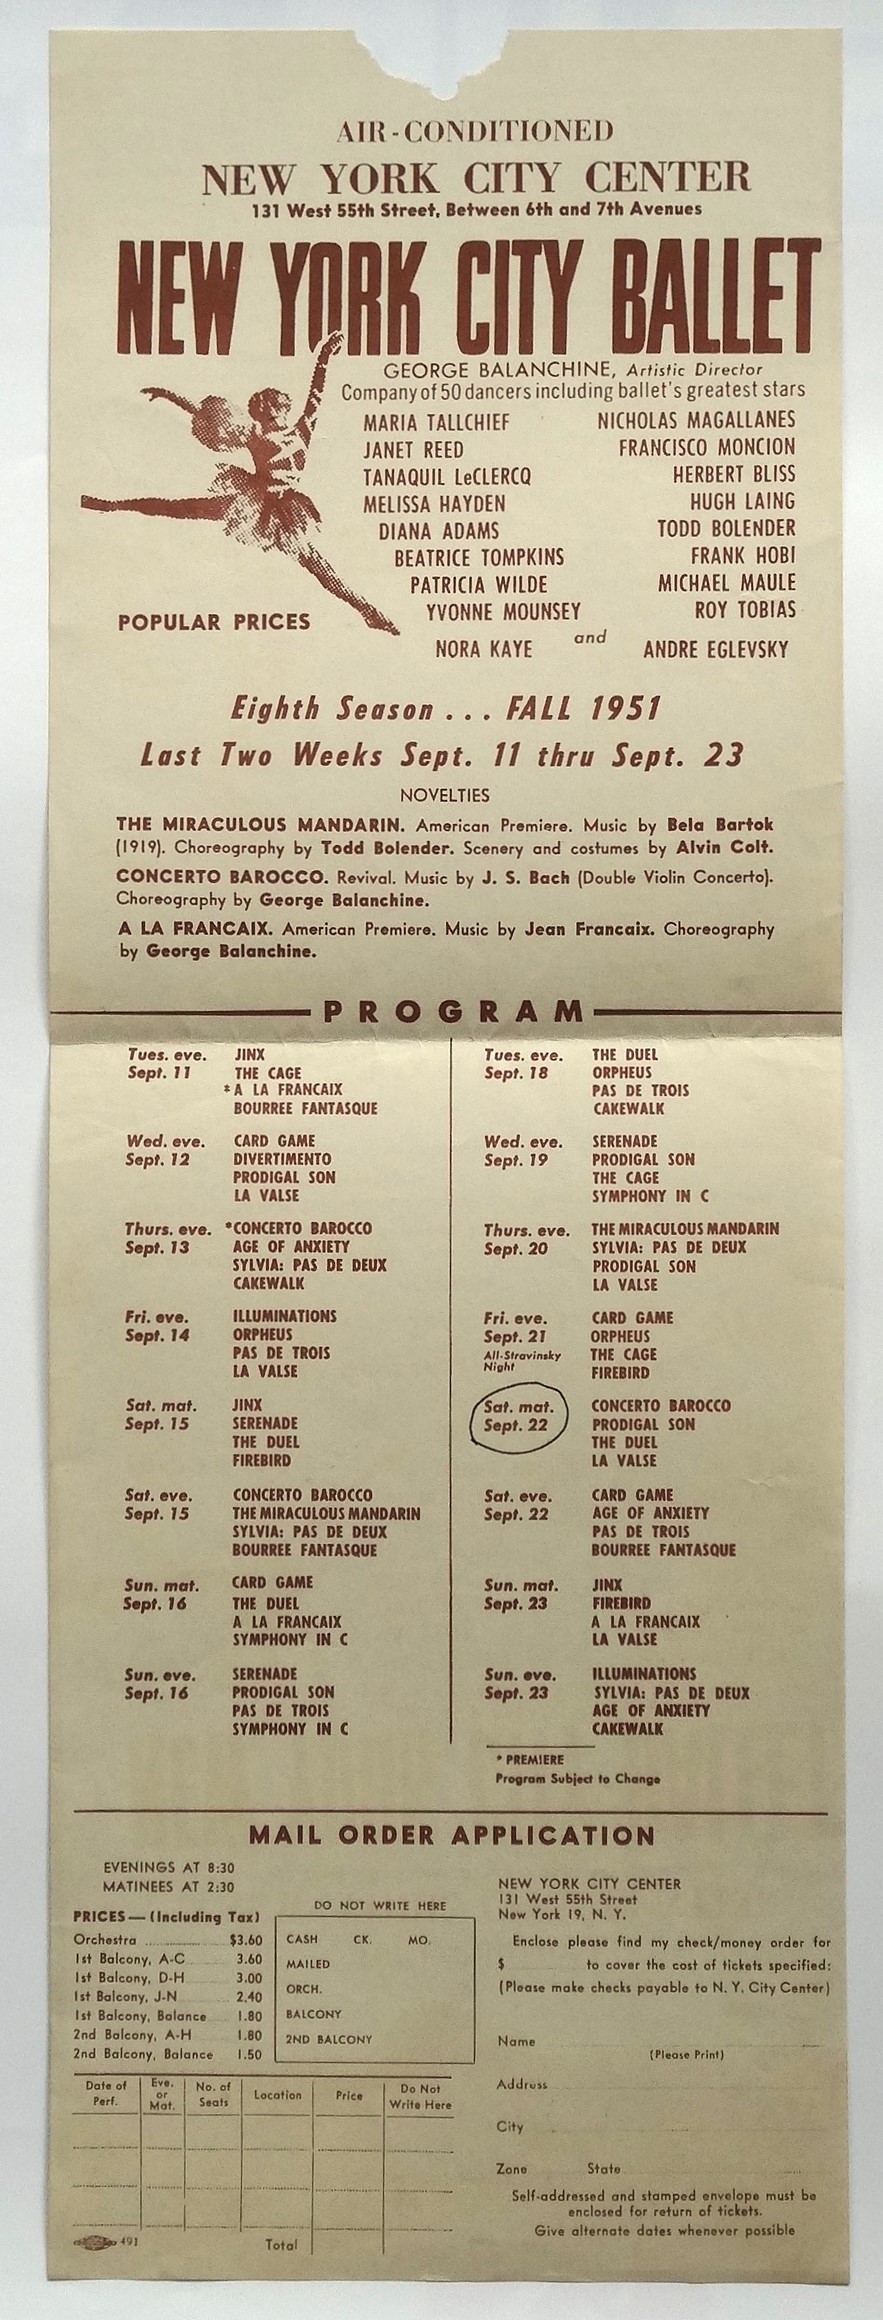 AIR-CONDITIONED
NEW YORK CITY CENTER
131 West 55th Street, Between 6th and 7th Avenues
NEW YORK CITY BALLET
GEORGE BALANCHINE, Artistic Director
Company of 50 dancers including ballet's greatest stars
MARIA TALLCHIEF NICHOLAS MAGALLANES
JANET REED FRANCISCO MONCION
TANAQUIL LeCLERCQ HERBERT BLISS
MELISSA HAYDEN HUGH LAING
DIANA ADAMS TODD BOLENDER
BEATRICE TOMPKINS FRANK HOBI
PATRICIA WILDE MICHAEL MAULE
YVONNE MOUNSEY ROY TOBIAS
NORA KAYE and ANDRE EGLEVSKY
POPULAR PRICES
Eighth Season . . . FALL 1951
Last Two Weeks Sept. 11 thru Sept. 23
NOVELTIES
THE MIRACULOUS MANDARIN. American Premiere. Music by Bela Bartok
(1919). Choreography by Todd Bolender. Scenery and costumes by Alvin Colt.
CONCERTO BAROCCO. Revival. Music by J. S. Bach (Double Violin Concerto).
Choreography by George Balanchine.
A LA FRANCAIX. American Premiere. Music by Jean Francaix. Choreography
by George Balanchine.
PROGRAM
Tues. eve. JINX
Sept. 11 THE CAGE
*A LA FRANCAIX
BOURREE FANTASQUE
Wed. eve. CARD GAME
Sept. 12 DIVERTIMENTO
PRODIGAL SON
LA VALSE
Thurs. eve. *CONCERTO BAROCCO
Sept. 13 AGE OF ANXIETY
SYLVIA: PAS DE DEUX
CAKEWALK
Fri. eve. ILLUMINATIONS
Sept. 14 ORPHEUS
PAS DE TROIS
LA VALSE
Sat. mat. JINX
Sept. 15 SERENADE
THE DUEL
FIREBIRD
Sat. eve. CONCERTO BAROCCO
Sept. 15 THE MIRACULOUS MANDARIN
SYLVIA: PAS DE DEUX
BOURREE FANTASQUE
Sun. mat. CARD GAME
Sept. 16 THE DUEL
A LA FRANCAIX
SYMPHONY IN C
Sun. eve. SERENADE
Sept. 16 PRODIGAL SON
PAS DE TROIS
SYMPHONY IN C
Tues. eve. THE DUEL
Sept. 18 ORPHEUS
PAS DE TROIS
CAKEWALK
Wed. eve. SERENADE
Sept. 19 PRODIGAL SON
THE CAGE
SYMPHONY IN C
Thurs. eve. THE MIRACULOUS MANDARIN
Sept. 20 SYLVIA: PAS DE DEUX
PRODIGAL SON
LA VALSE
Fri. eve. CARD GAME
Sept. 21 ORPHEUS
All-Stravinsky THE CAGE
Night FIREBIRD
Sat. mat. CONCERTO BAROCCO
Sept. 22 PRODIGAL SON
THE DUEL
LA VALSE
Sat. eve. CARD GAME
Sept. 22 AGE OF ANXIETY
PAS DE TROIS
BOURREE FANTASQUE
Sun. mat. JINX
Sept. 23 FIREBIRD
A LA FRANCAIX
LA VALSE
Sun. eve. ILLUMINATIONS
Sept. 23 SYLVIA: PAS DE DEUX
AGE OF ANXIETY
CAKEWALK
* PREMIERE
Program Subject to Change
MAIL ORDER APPLICATION
EVENINGS AT 8:30
MATINEES AT 2:30
PRICES—(Including Tax)
Orchestra $3.60
1st Balcony, A-C 3.60
1st Balcony, D-H 3.00
1st Balcony, J-N 2.40
1st Balcony, Balance 1.80
2nd Balcony, A-H 1.80
2nd Balcony, Balance 1.50
DO NOT WRITE HERE
CASH CK. MO.
MAILED
ORCH.
BALCONY
2ND BALCONY
Date of Perf. Eve. or Mat. No. of Seats Location Price Do Not Write Here
491 Total
NEW YORK CITY CENTER
131 West 55th Street
New York 19, N. Y.
Enclose please find my check/money order for
$ to cover the cost of tickets specified:
(Please make checks payable to N. Y. City Center)
Name
(Please Print)
Address
City
Zone State
Self-addressed and stamped envelope must be
enclosed for return of tickets.
Give alternate dates whenever possible